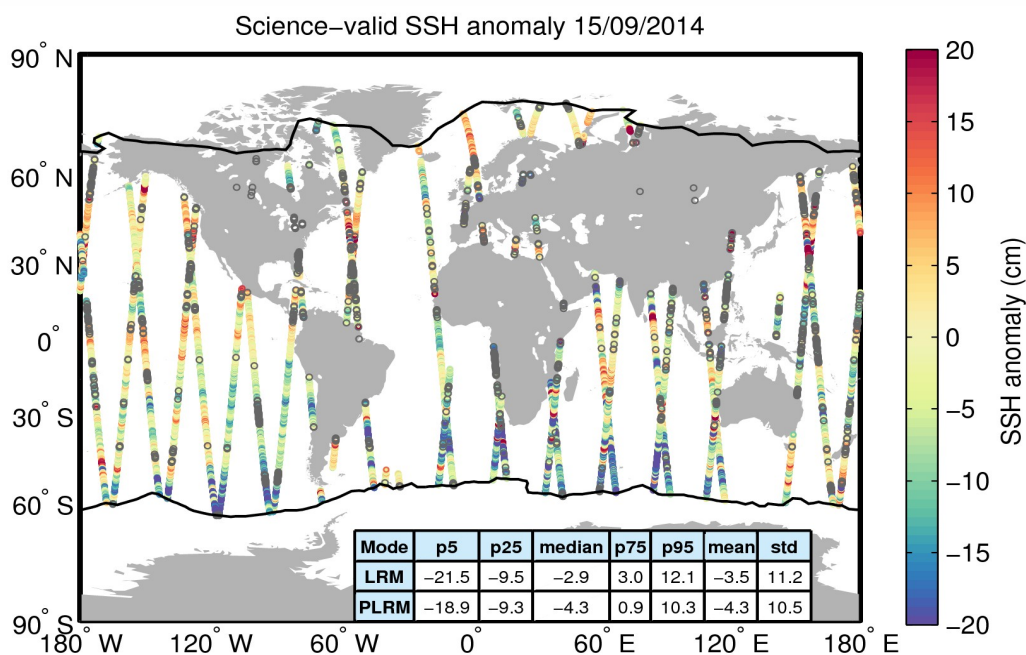 Science−valid SSH anomaly 15/09/2014
90° N
60° N
30° N
0°
30° S
60° S
90° S
180° W
120° W
60° W
0°
60° E
120° E
180° E
Mode p5 p25 median p75 p95 mean std
LRM −21.5 −9.5 −2.9 3.0 12.1 −3.5 11.2
PLRM −18.9 −9.3 −4.3 0.9 10.3 −4.3 10.5
20
15
10
5
0
−5
−10
−15
−20
SSH anomaly (cm)